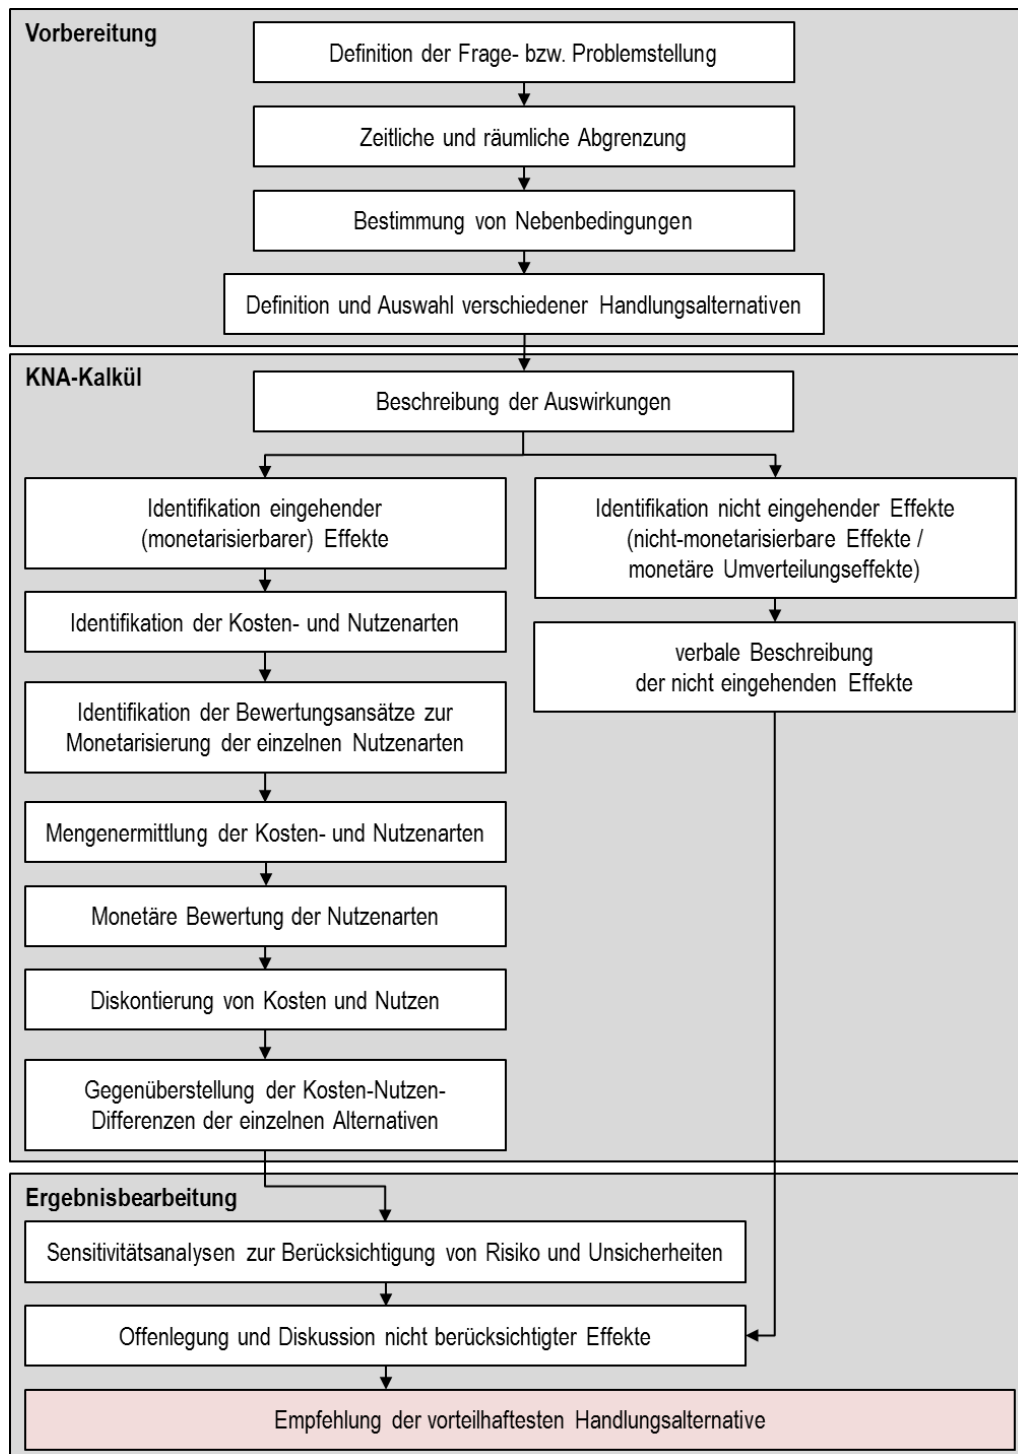 Vorbereitung
Definition der Frage- bzw. Problemstellung
Zeitliche und räumliche Abgrenzung
Bestimmung von Nebenbedingungen
Definition und Auswahl verschiedener Handlungsalternativen
KNA-Kalkül
Beschreibung der Auswirkungen
Identifikation eingehender
(monetarisierbarer) Effekte
Identifikation der Kosten- und Nutzenarten
Identifikation der Bewertungsansätze zur
Monetarisierung der einzelnen Nutzenarten
Mengenermittlung der Kosten- und Nutzenarten
Monetäre Bewertung der Nutzenarten
Diskontierung von Kosten und Nutzen
Gegenüberstellung der Kosten-Nutzen-
Differenzen der einzelnen Alternativen
Identifikation nicht eingehender Effekte
(nicht-monetarisierbare Effekte /
monetäre Umverteilungseffekte)
verbale Beschreibung
der nicht eingehenden Effekte
Ergebnisbearbeitung
Sensitivitätsanalysen zur Berücksichtigung von Risiko und Unsicherheiten
Offenlegung und Diskussion nicht berücksichtigter Effekte
Empfehlung der vorteilhaftesten Handlungsalternative